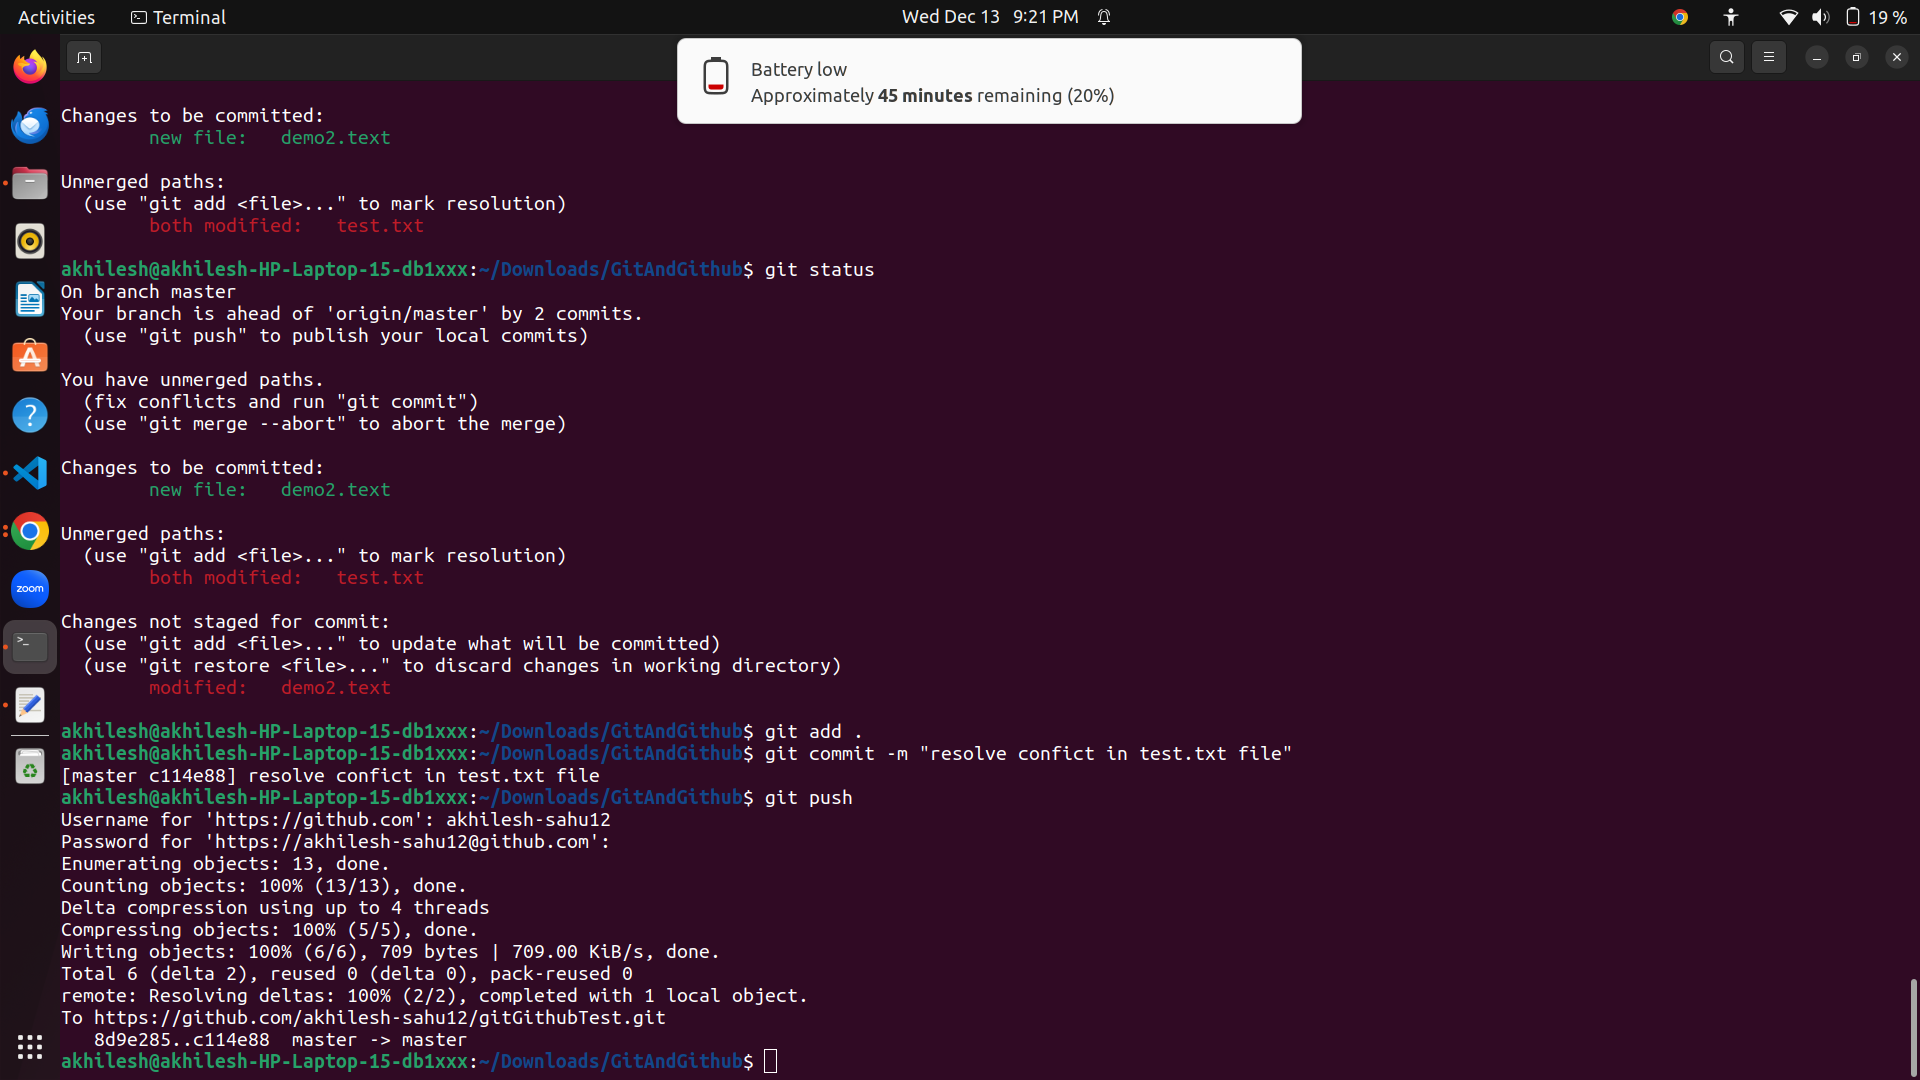 Activities Terminal Wed Dec 13 9:21 PM 19 %
Battery low
Approximately 45 minutes remaining (20%)
Changes to be committed:
new file: demo2.text
Unmerged paths:
(use "git add <file>..." to mark resolution)
both modified: test.txt
akhilesh@akhilesh-HP-Laptop-15-db1xxx:~/Downloads/GitAndGithub$ git status
On branch master
Your branch is ahead of 'origin/master' by 2 commits.
(use "git push" to publish your local commits)
You have unmerged paths.
(fix conflicts and run "git commit")
(use "git merge --abort" to abort the merge)
Changes to be committed:
new file: demo2.text
Unmerged paths:
(use "git add <file>..." to mark resolution)
both modified: test.txt
Changes not staged for commit:
(use "git add <file>..." to update what will be committed)
(use "git restore <file>..." to discard changes in working directory)
modified: demo2.text
akhilesh@akhilesh-HP-Laptop-15-db1xxx:~/Downloads/GitAndGithub$ git add .
akhilesh@akhilesh-HP-Laptop-15-db1xxx:~/Downloads/GitAndGithub$ git commit -m "resolve confict in test.txt file"
[master c114e88] resolve confict in test.txt file
akhilesh@akhilesh-HP-Laptop-15-db1xxx:~/Downloads/GitAndGithub$ git push
Username for 'https://github.com': akhilesh-sahu12
Password for 'https://akhilesh-sahu12@github.com':
Enumerating objects: 13, done.
Counting objects: 100% (13/13), done.
Delta compression using up to 4 threads
Compressing objects: 100% (5/5), done.
Writing objects: 100% (6/6), 709 bytes | 709.00 KiB/s, done.
Total 6 (delta 2), reused 0 (delta 0), pack-reused 0
remote: Resolving deltas: 100% (2/2), completed with 1 local object.
To https://github.com/akhilesh-sahu12/gitGithubTest.git
8d9e285..c114e88 master -> master
akhilesh@akhilesh-HP-Laptop-15-db1xxx:~/Downloads/GitAndGithub$
zoom